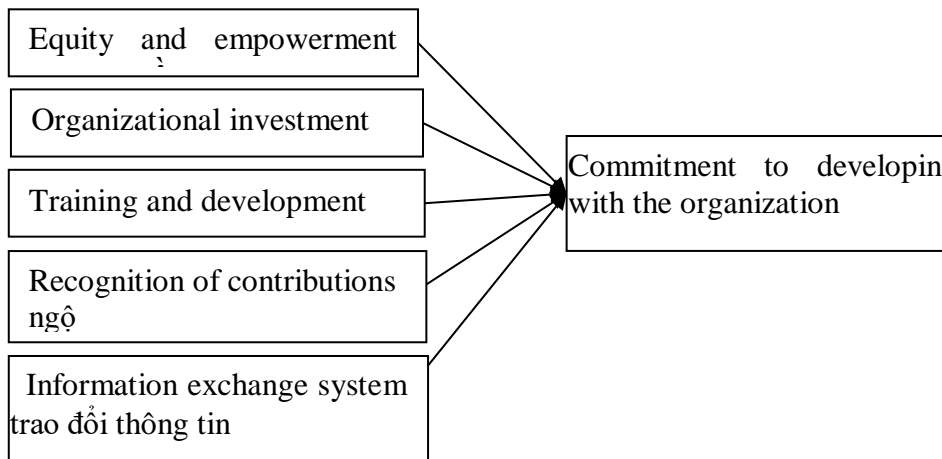 Equity and empowerment
Organizational investment
Training and development
Recognition of contributions
ngộ
Information exchange system
trao đổi thông tin
Commitment to developin
with the organization